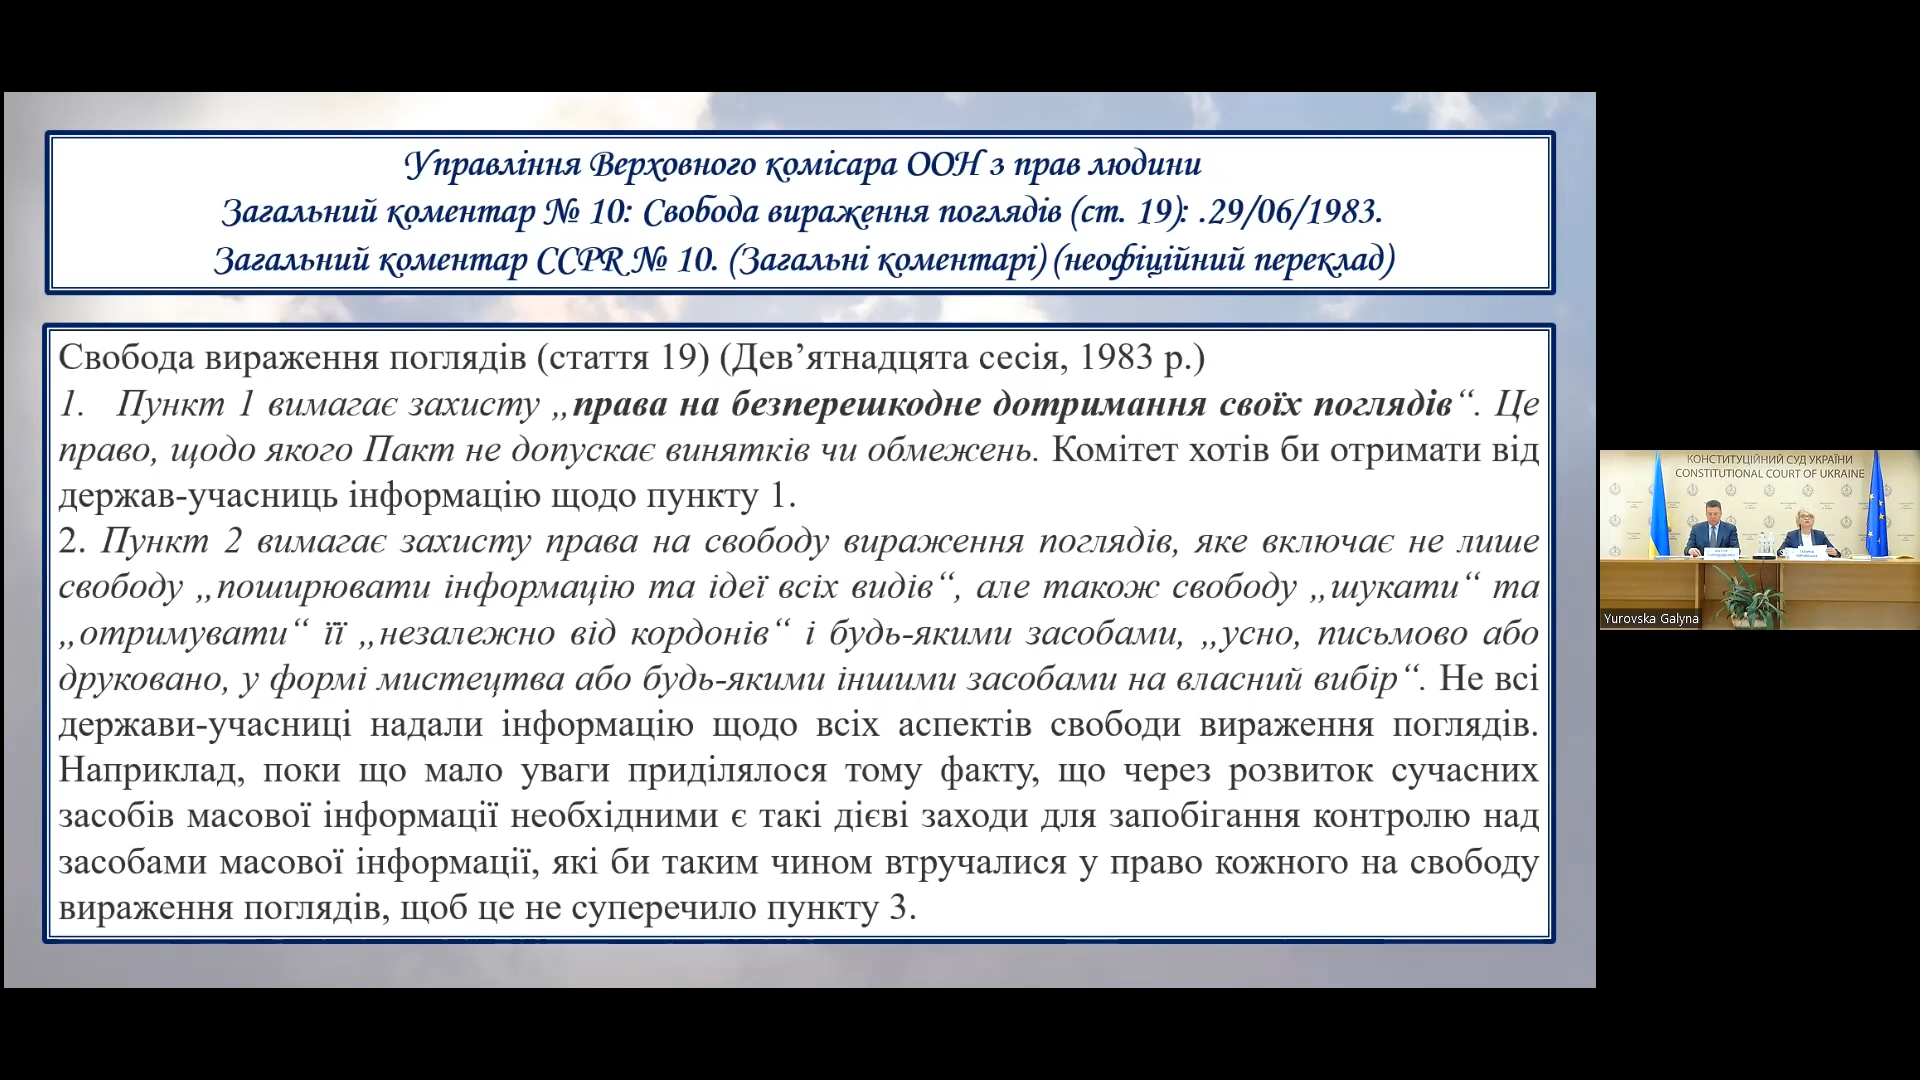 Управління Верховного комісара ООН з прав людини
Загальний коментар № 10: Свобода вираження поглядів (ст. 19): .29/06/1983.
Загальний коментар CCPR № 10. (Загальні коментарі) (неофіційний переклад)
Свобода вираження поглядів (стаття 19) (Дев’ятнадцята сесія, 1983 р.)
1. Пункт 1 вимагає захисту „права на безперешкодне дотримання своїх поглядів“. Це
право, щодо якого Пакт не допускає винятків чи обмежень. Комітет хотів би отримати від
держав-учасниць інформацію щодо пункту 1.
2. Пункт 2 вимагає захисту права на свободу вираження поглядів, яке включає не лише
свободу „поширювати інформацію та ідеї всіх видів“, але також свободу „шукати“ та
„отримувати“ її „незалежно від кордонів“ і будь-якими засобами, „усно, письмово або
друковано, у формі мистецтва або будь-якими іншими засобами на власний вибір“. Не всі
держави-учасниці надали інформацію щодо всіх аспектів свободи вираження поглядів.
Наприклад, поки що мало уваги приділялося тому факту, що через розвиток сучасних
засобів масової інформації необхідними є такі дієві заходи для запобігання контролю над
засобами масової інформації, які би таким чином втручалися у право кожного на свободу
вираження поглядів, щоб це не суперечило пункту 3.
КОНСТИТУЦІЙНИЙ СУД УКРАЇНИ
CONSTITUTIONAL COURT OF UKRAINE
Yurovska Galyna